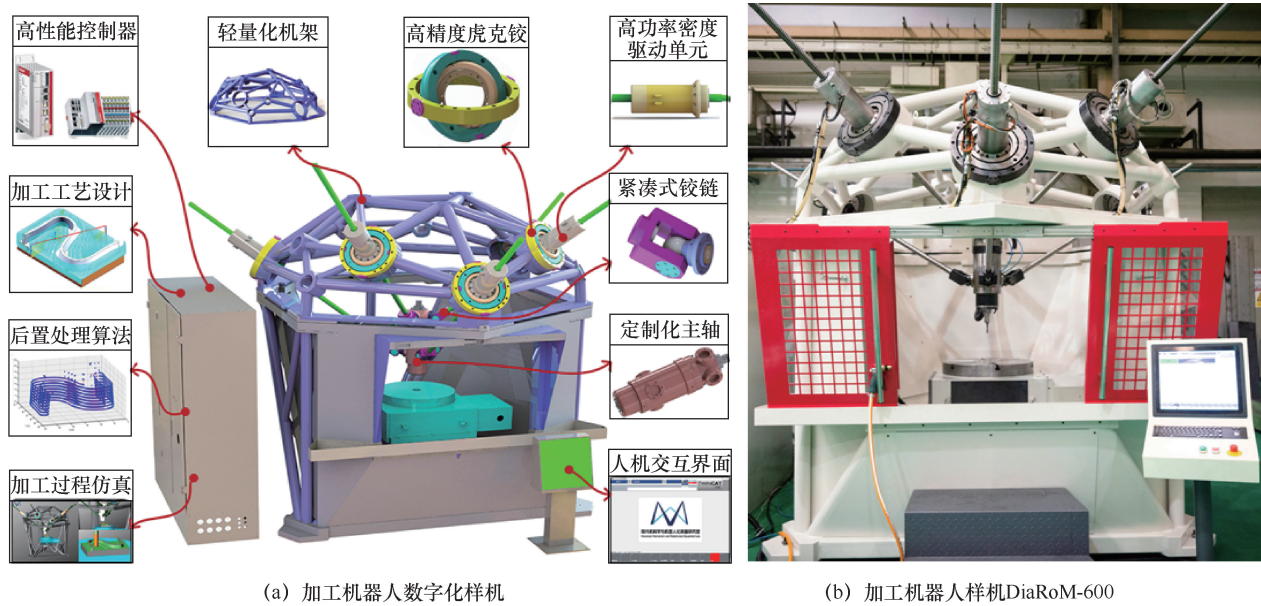 高性能控制器
轻量化机架
高精度虎克铰
高功率密度
驱动单元
加工工艺设计
紧凑式铰链
后置处理算法
定制化主轴
加工过程仿真
人机交互界面
(a) 加工机器人数字化样机
(b) 加工机器人样机DiaRoM-600